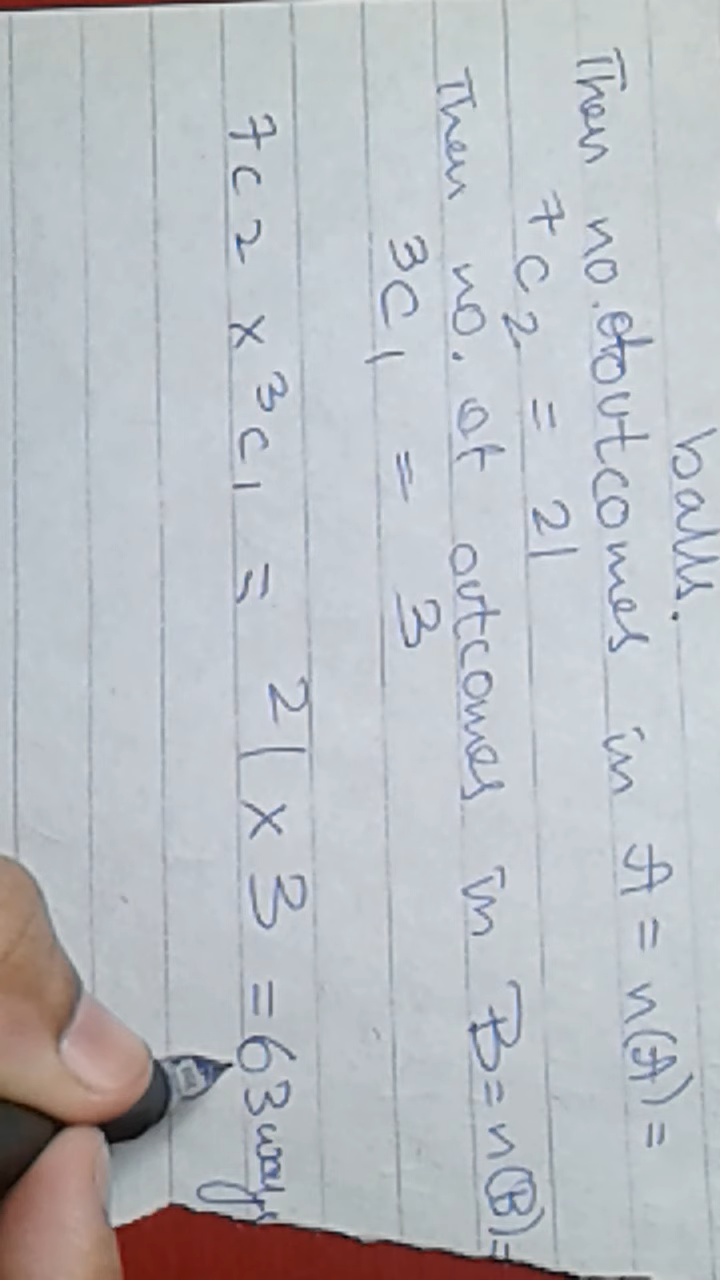 balls.
Then no. of outcomes in A = n(A) =
7C2 = 21
Then no. of outcomes in B = n(B) =
3C1 = 3
7C2 x 3C1 = 21 x 3 = 63 ways